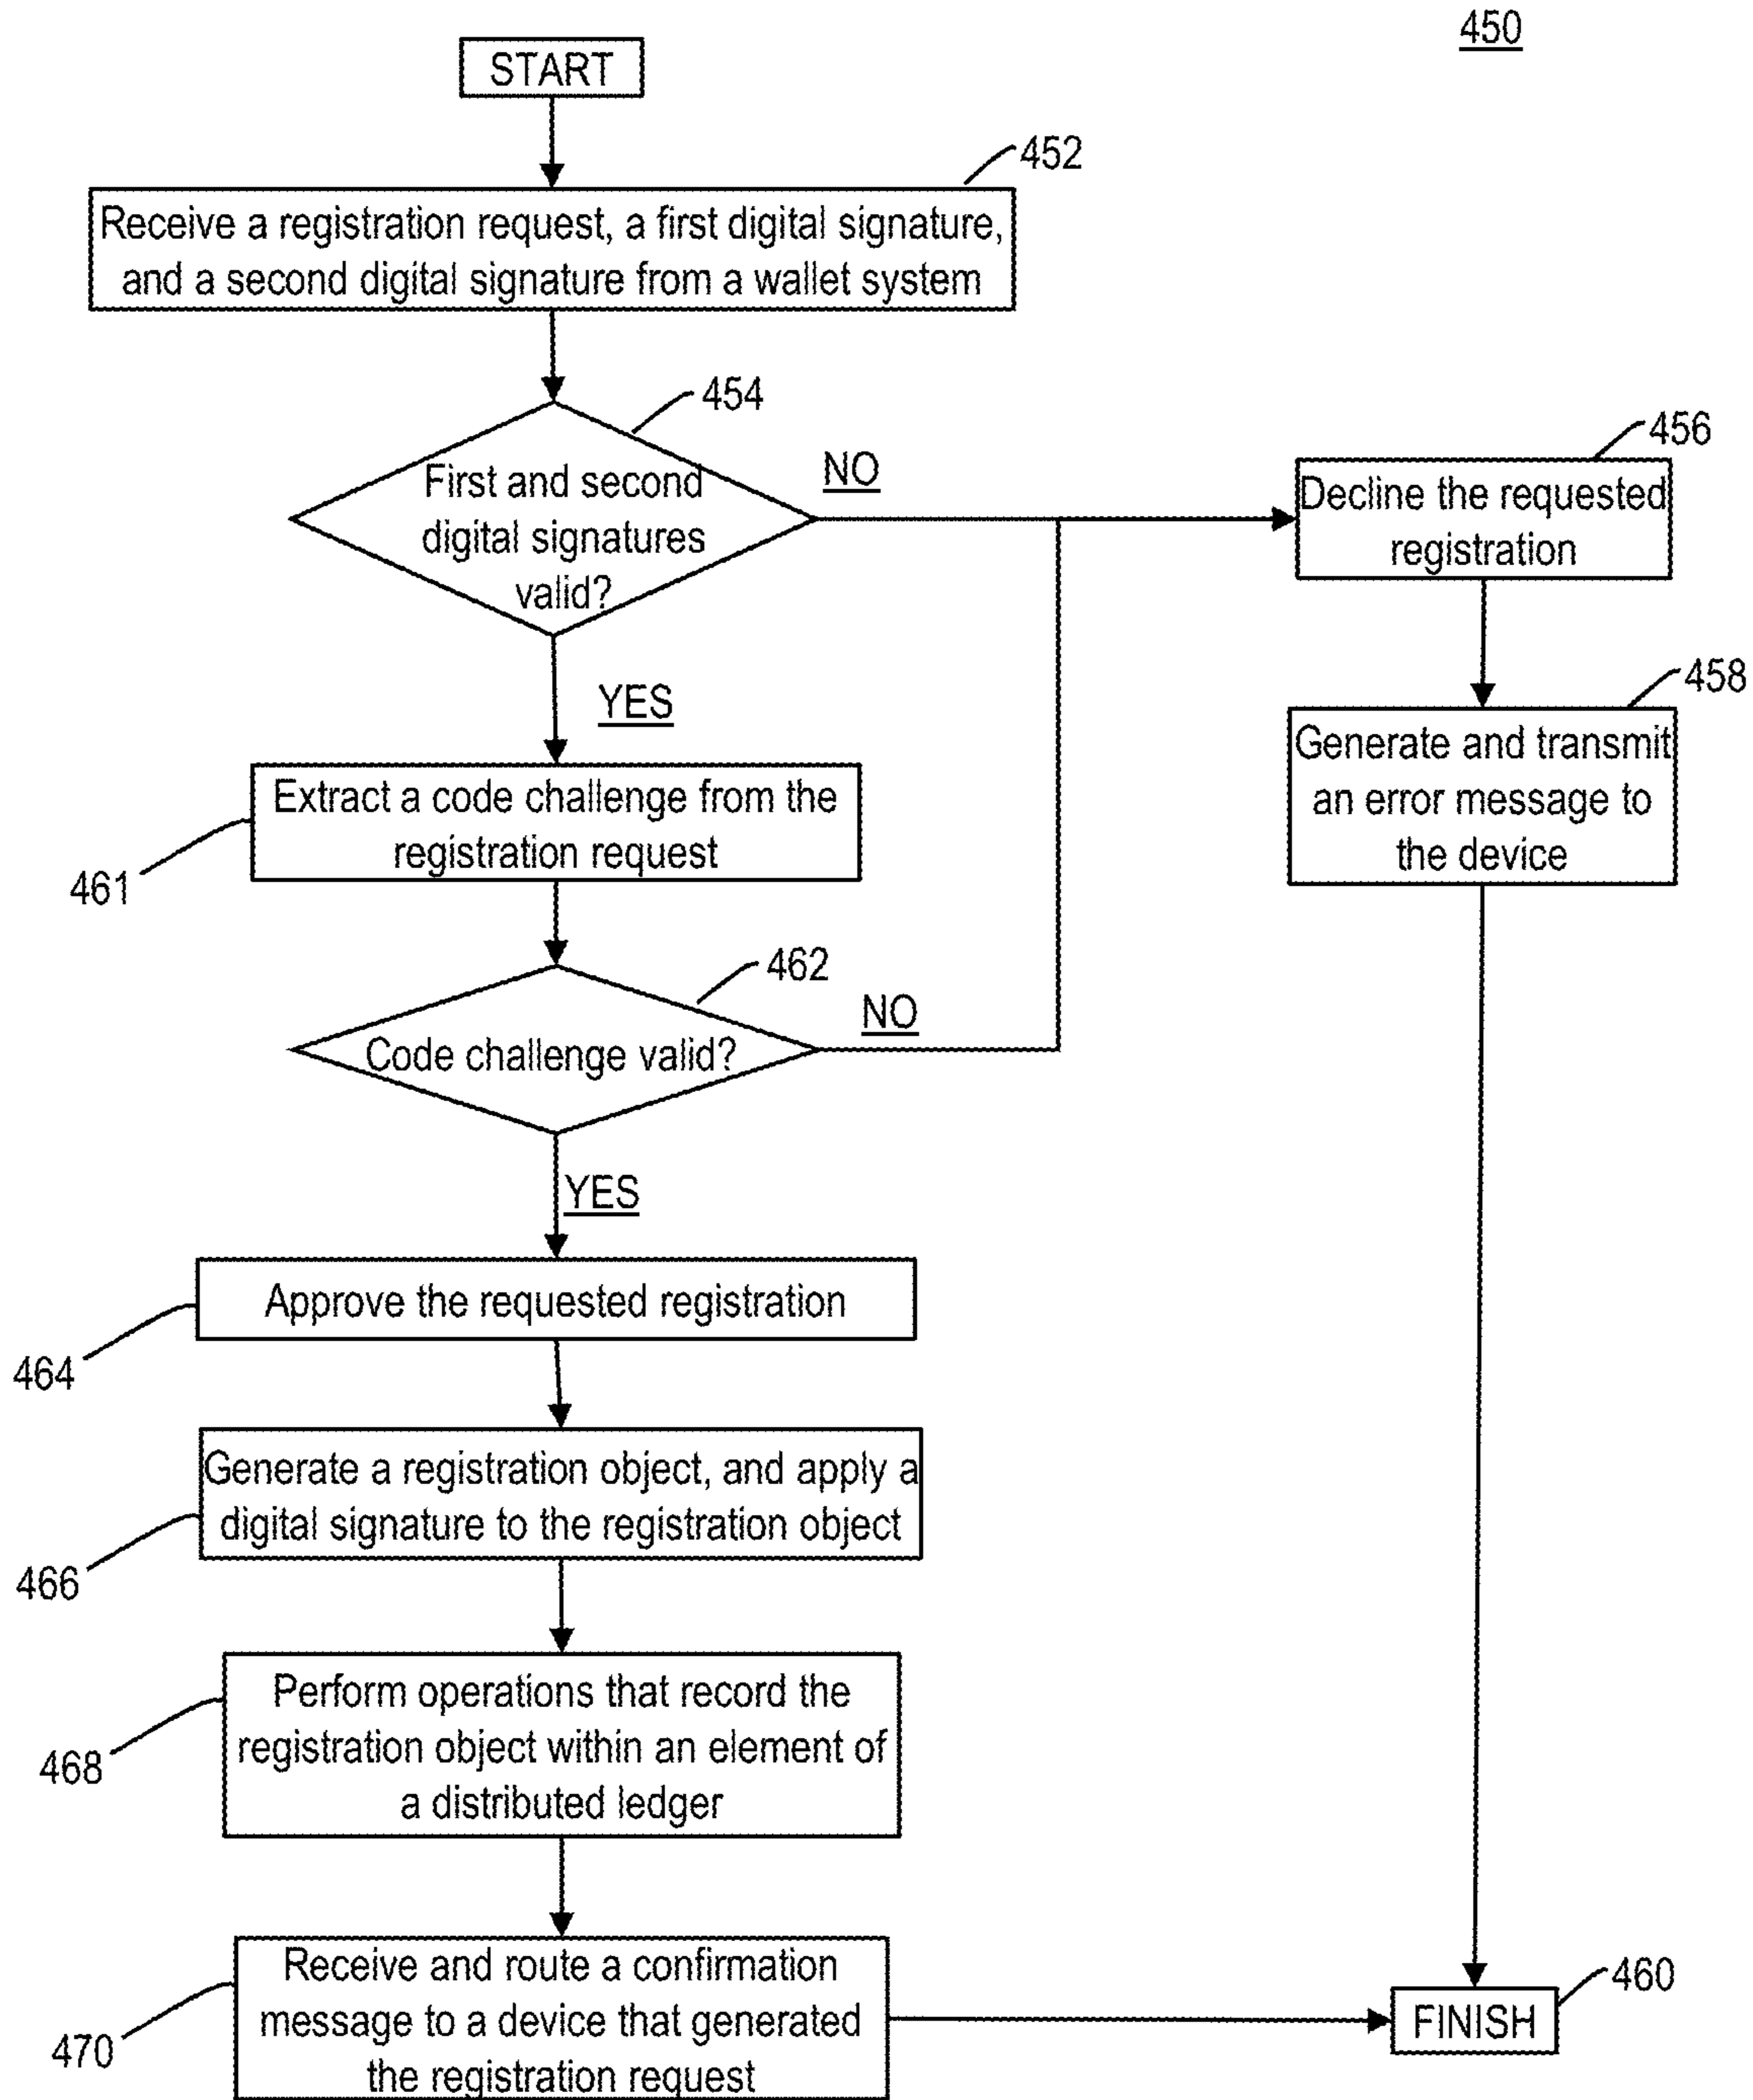 450
START
452
Receive a registration request, a first digital signature,
and a second digital signature from a wallet system
454
First and second
digital signatures
valid?
NO
YES
456
Decline the requested
registration
458
Generate and transmit
an error message to
the device
Extract a code challenge from the
registration request
461
462
Code challenge valid?
NO
YES
Approve the requested registration
464
Generate a registration object, and apply a
digital signature to the registration object
466
Perform operations that record the
registration object within an element of
a distributed ledger
468
Receive and route a confirmation
message to a device that generated
the registration request
470
460
FINISH